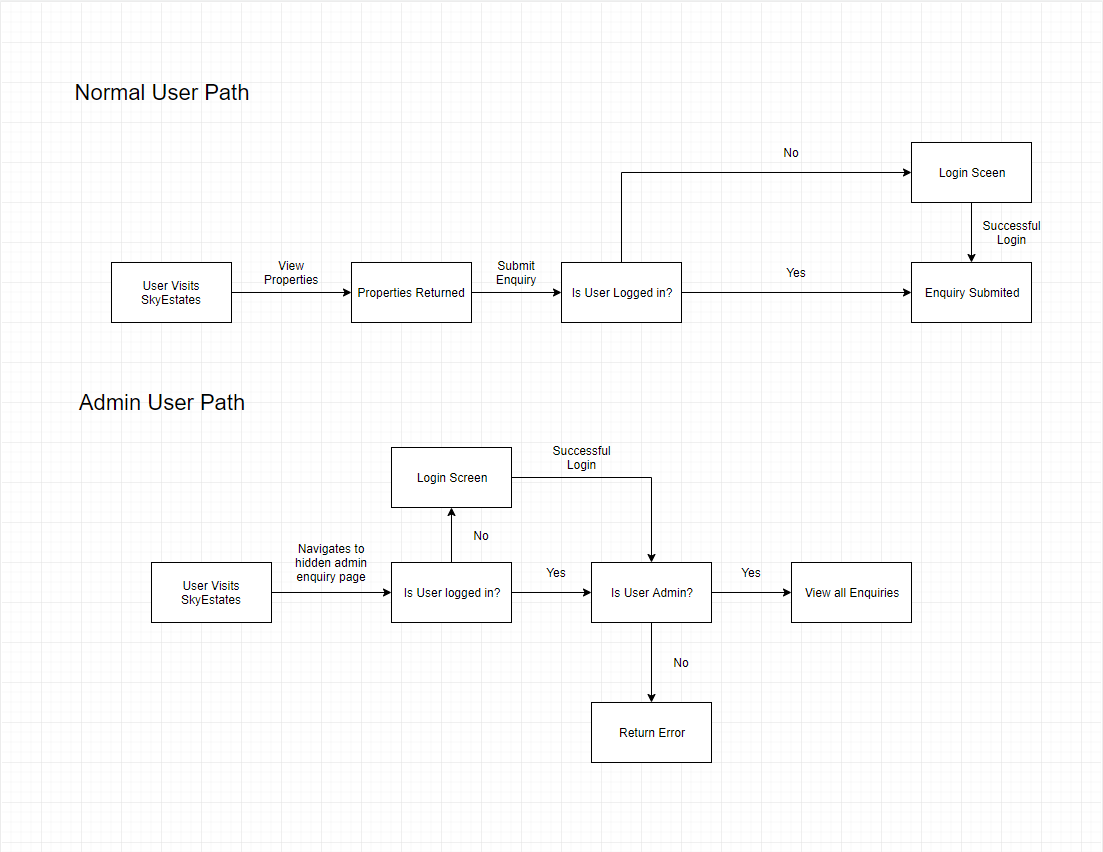 Normal User Path
No
Login Sceen
Successful
Login
View
Properties
Submit
Enquiry
Yes
User Visits
SkyEstates
Properties Returned
Is User Logged in?
Enquiry Submited
Admin User Path
Successful
Login
Login Screen
No
Navigates to
hidden admin
enquiry page
Yes
Yes
User Visits
SkyEstates
Is User logged in?
Is User Admin?
View all Enquiries
No
Return Error